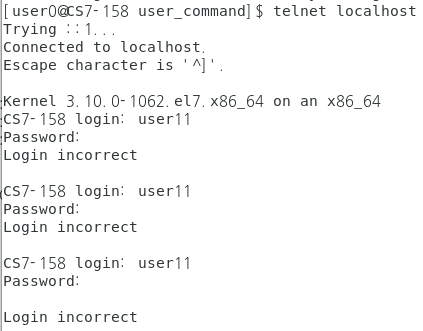 [user0@CS7-158 user_command]$ telnet localhost
Trying ::1...
Connected to localhost.
Escape character is '^]'.
Kernel 3.10.0-1062.el7.x86_64 on an x86_64
CS7-158 login: user11
Password:
Login incorrect
CS7-158 login: user11
Password:
Login incorrect
CS7-158 login: user11
Password:
Login incorrect